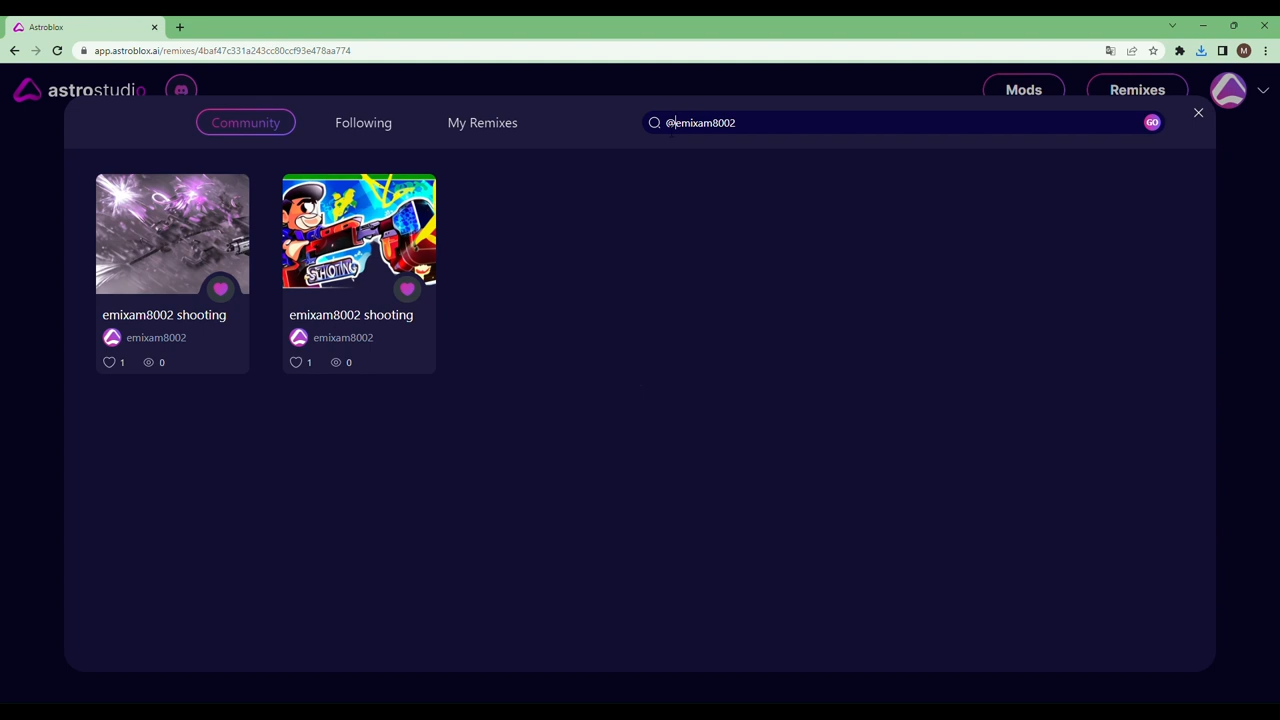 Astroblox
app.astroblox.ai/remixes/4baf47c331a243cc80ccf93e478aa774
M
astrostudio
Mods
Remixes
Community
Following
My Remixes
@emixam8002
GO
SHOTING
emixam8002 shooting
emixam8002
1
0
emixam8002 shooting
emixam8002
1
0